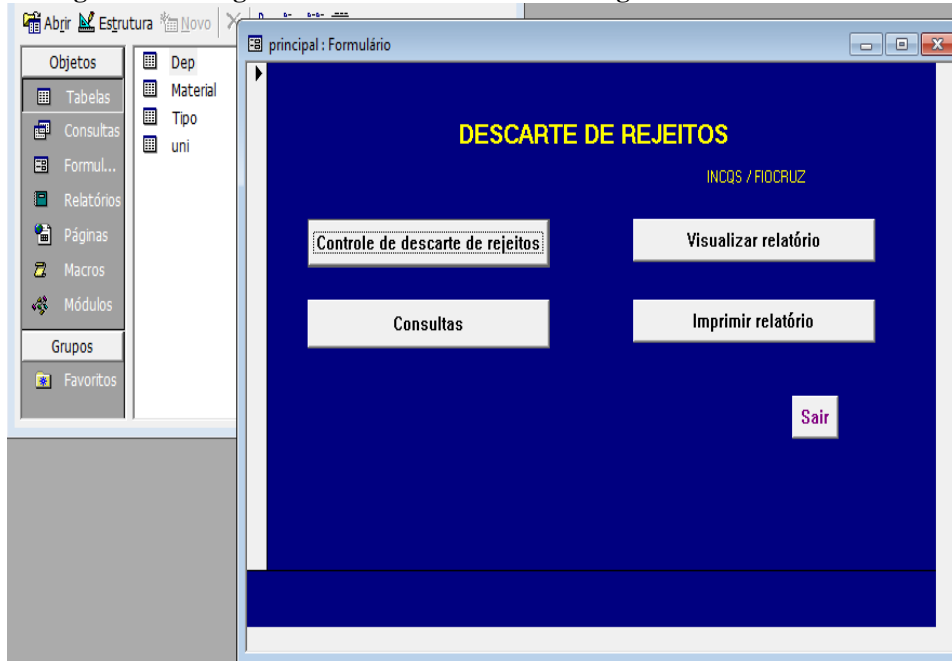 Abrir Estrutura Novo
Objetos
Tabelas
Consultas
Formul...
Relatórios
Páginas
Macros
Módulos
Grupos
Favoritos
Dep
Material
Tipo
uni
principal : Formulário
DESCARTE DE REJEITOS
INCQS / FIOCRUZ
Controle de descarte de rejeitos
Visualizar relatório
Consultas
Imprimir relatório
Sair